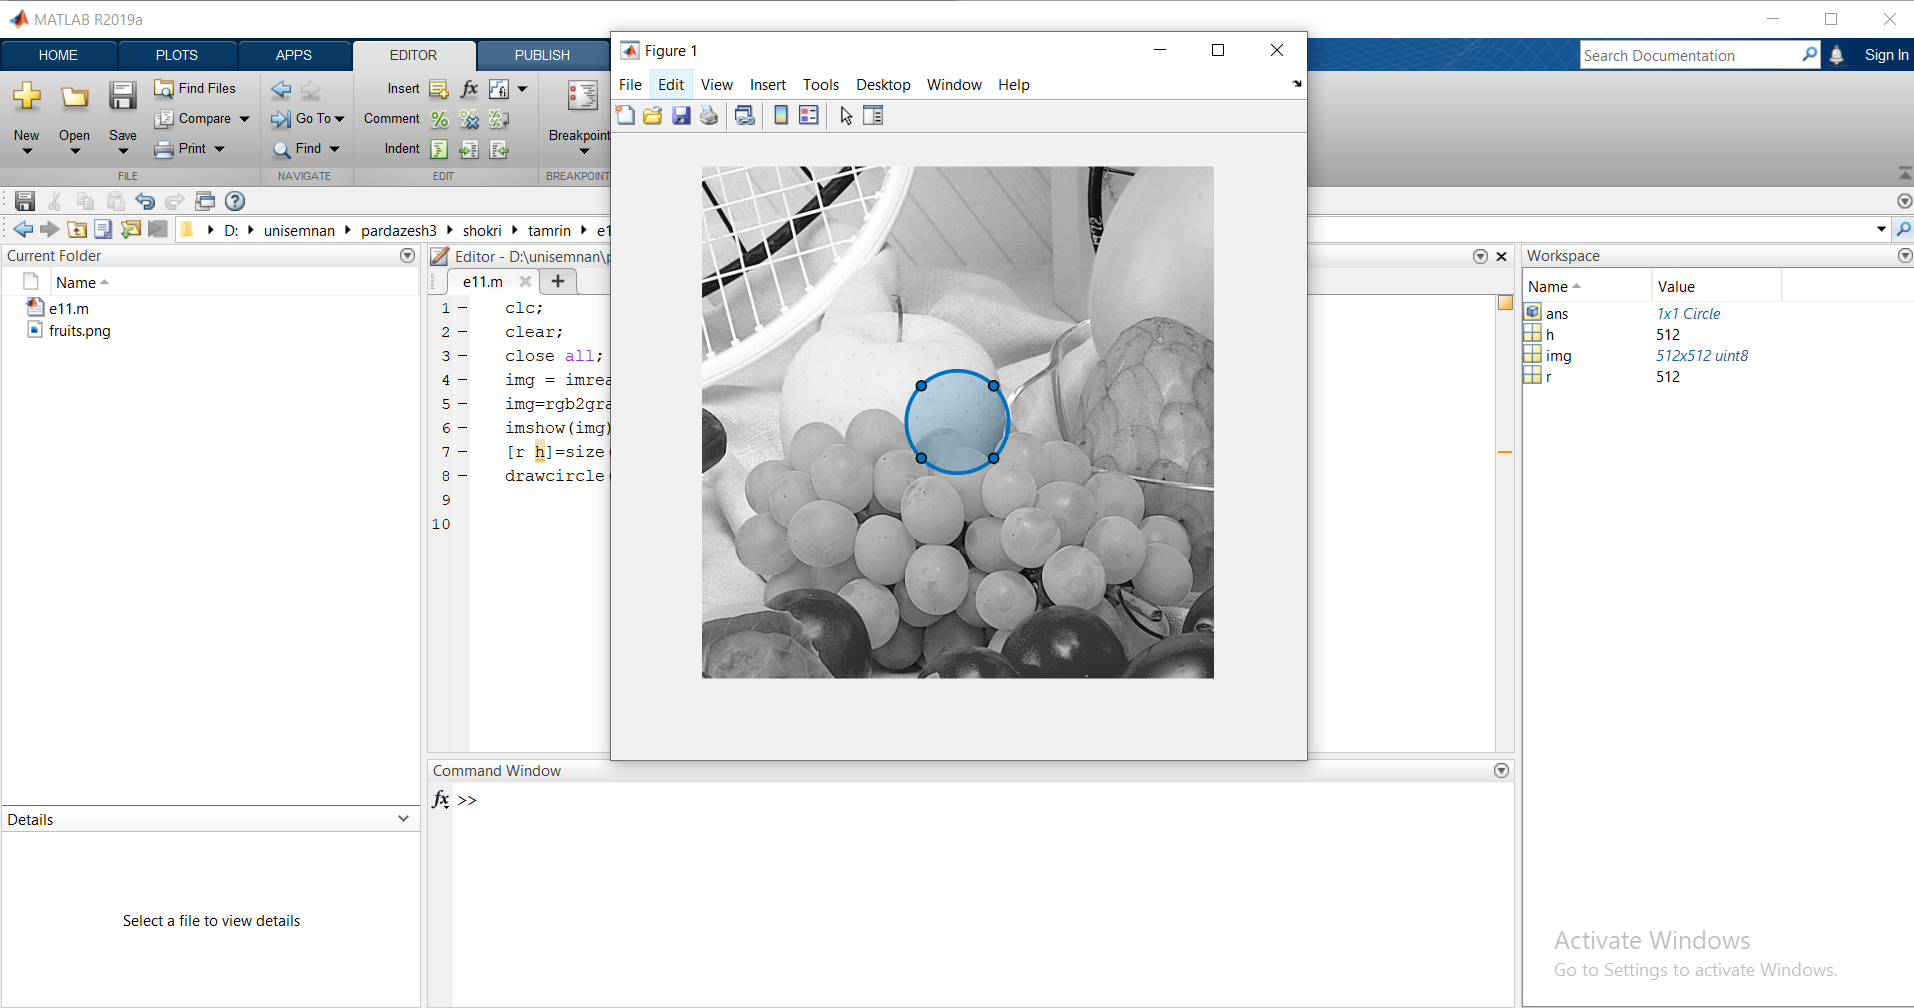 MATLAB R2019a
HOME PLOTS APPS EDITOR PUBLISH
Search Documentation
Sign In
New
Open
Save
Find Files
Compare
Print
FILE
Go To
Find
NAVIGATE
Insert
Comment
Indent
EDIT
fx
fi
Breakpoint
BREAKPOINT
D: unisemnan pardazesh3 shokri tamrin e1
Current Folder
Name
e11.m
fruits.png
Details
Select a file to view details
Editor - D:\unisemnan\p
e11.m
1 clc;
2 clear;
3 close all;
4 img = imrea
5 img=rgb2gra
6 imshow(img)
7 [r h]=size(
8 drawcircle(
9
10
Figure 1
File Edit View Insert Tools Desktop Window Help
Command Window
fx >>
Workspace
Name Value
ans 1x1 Circle
h 512
img 512x512 uint8
r 512
Activate Windows
Go to Settings to activate Windows.